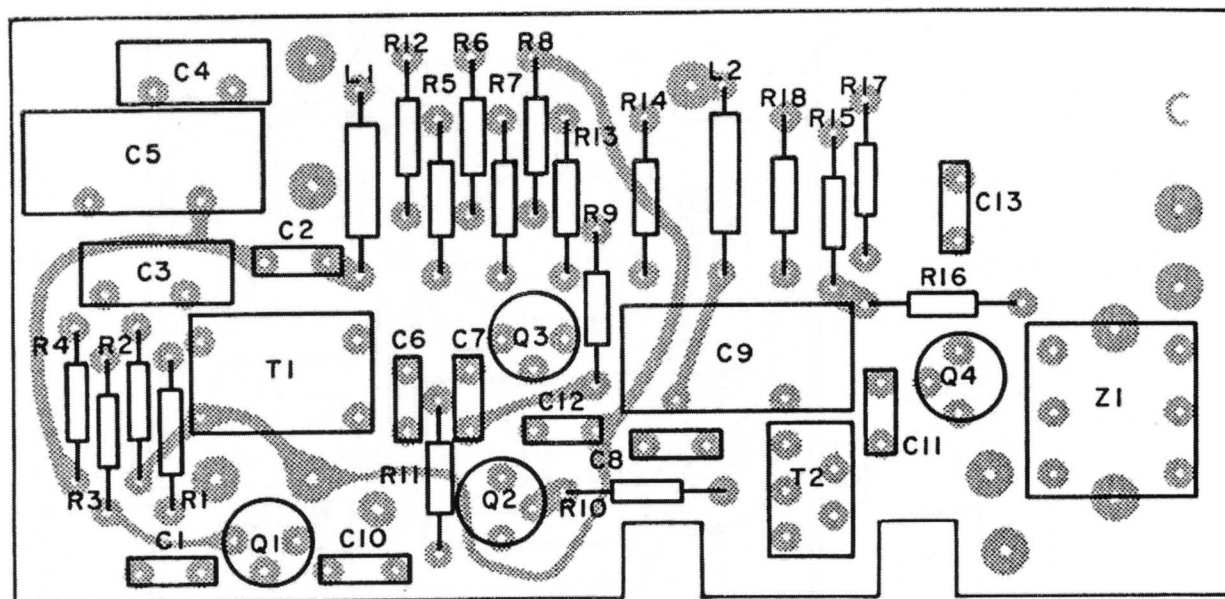 R12 R6 R8
C4 L1 L2 R17
R5 R7 R14 R18
R15
R13
C5
C13
R9
C2
C3
R16
Q3
R4 R2 C6 C7 C9
T1 Q4
Z1
C12
C11
C8
R11 T2
R3 R1 Q2 R10
C1 Q1 C10